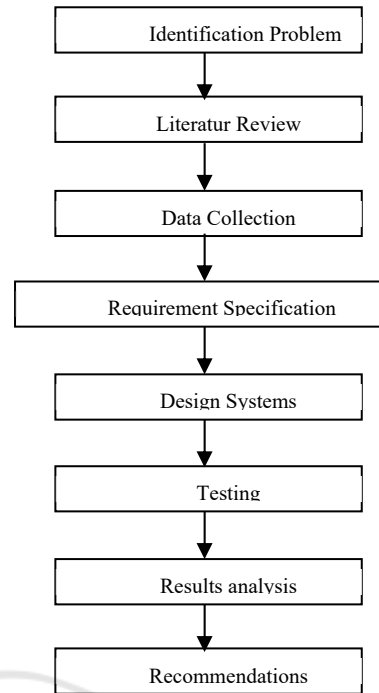 Identification Problem
Literatur Review
Data Collection
Requirement Specification
Design Systems
Testing
Results analysis
Recommendations